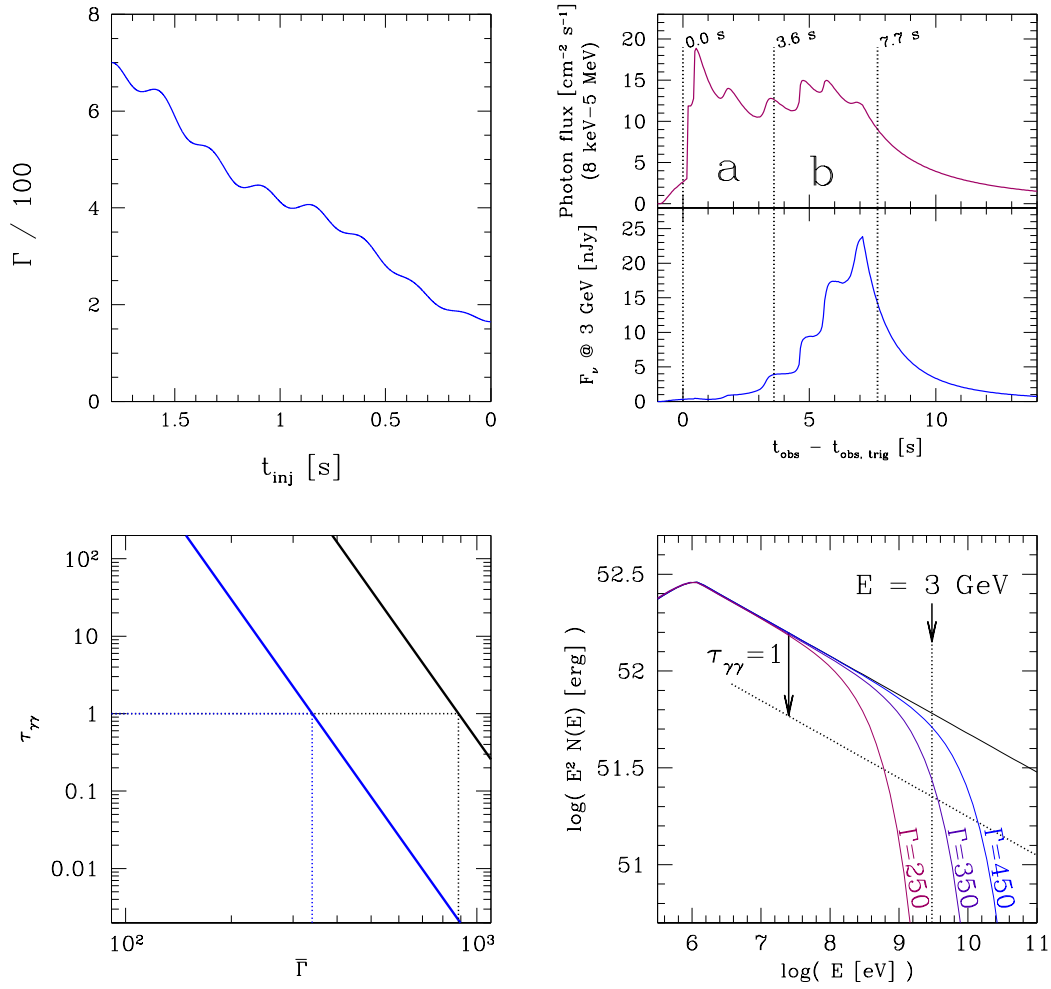 Γ / 100
8
6
4
2
0
1.5
1
0.5
0
t_inj [s]
Photon flux [cm⁻² s⁻¹]
(8 keV–5 MeV)
20
15
10
5
0
0.0 s
3.6 s
7.7 s
a
b
F_ν @ 3 GeV [nJy]
25
20
15
10
5
0
0
5
10
t_obs − t_obs, trig [s]
τ_γγ
10²
10
1
0.1
0.01
10²
10³
Γ̄
log( E² N(E) [erg] )
52.5
52
51.5
51
E = 3 GeV
τ_γγ=1
Γ=250
Γ=350
Γ=450
6
7
8
9
10
11
log( E [eV] )